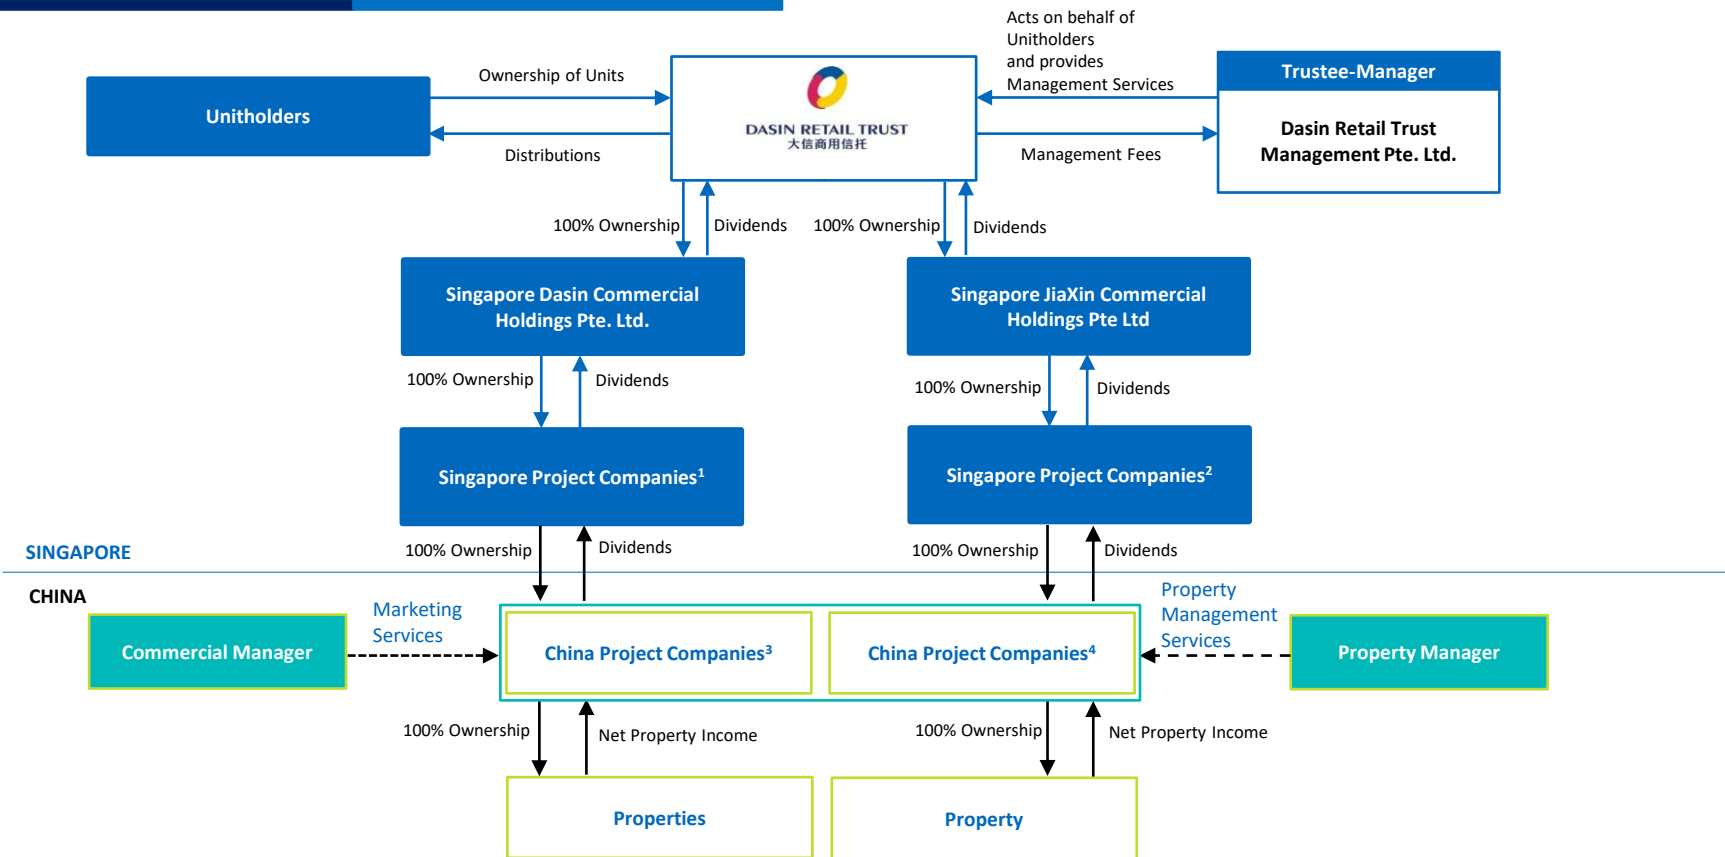 Acts on behalf of
Unitholders
and provides
Management Services
Ownership of Units
Unitholders
Distributions
DASIN RETAIL TRUST
大信商用信托
Management Fees
Trustee-Manager
Dasin Retail Trust
Management Pte. Ltd.
100% Ownership
Dividends
100% Ownership
Dividends
Singapore Dasin Commercial
Holdings Pte. Ltd.
Singapore JiaXin Commercial
Holdings Pte Ltd
100% Ownership
Dividends
100% Ownership
Dividends
Singapore Project Companies1
Singapore Project Companies2
100% Ownership
Dividends
100% Ownership
Dividends
SINGAPORE
CHINA
Commercial Manager
Marketing
Services
China Project Companies3
China Project Companies4
Property
Management
Services
Property Manager
100% Ownership
Net Property Income
100% Ownership
Net Property Income
Properties
Property